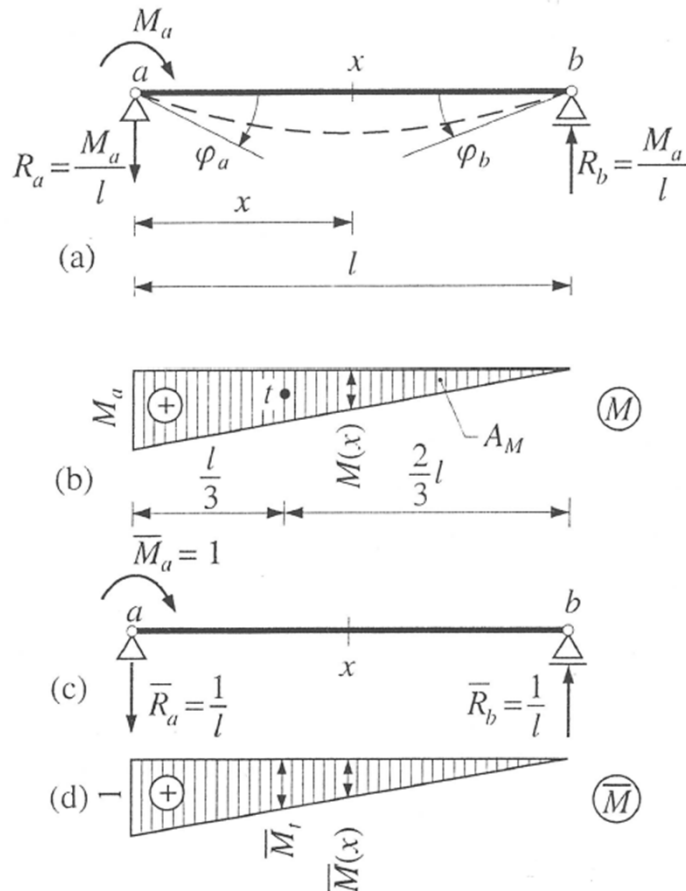 M_a
a x b
φ_a φ_b
R_a = M_a/l R_b = M_a/l
x
(a)
l
M_a + t M(x) A_M M
(b) l/3 2/3 l
M̅_a = 1
a b
x
(c) R̅_a = 1/l R̅_b = 1/l
(d) 1 + M̅_t M̅(x) M̅